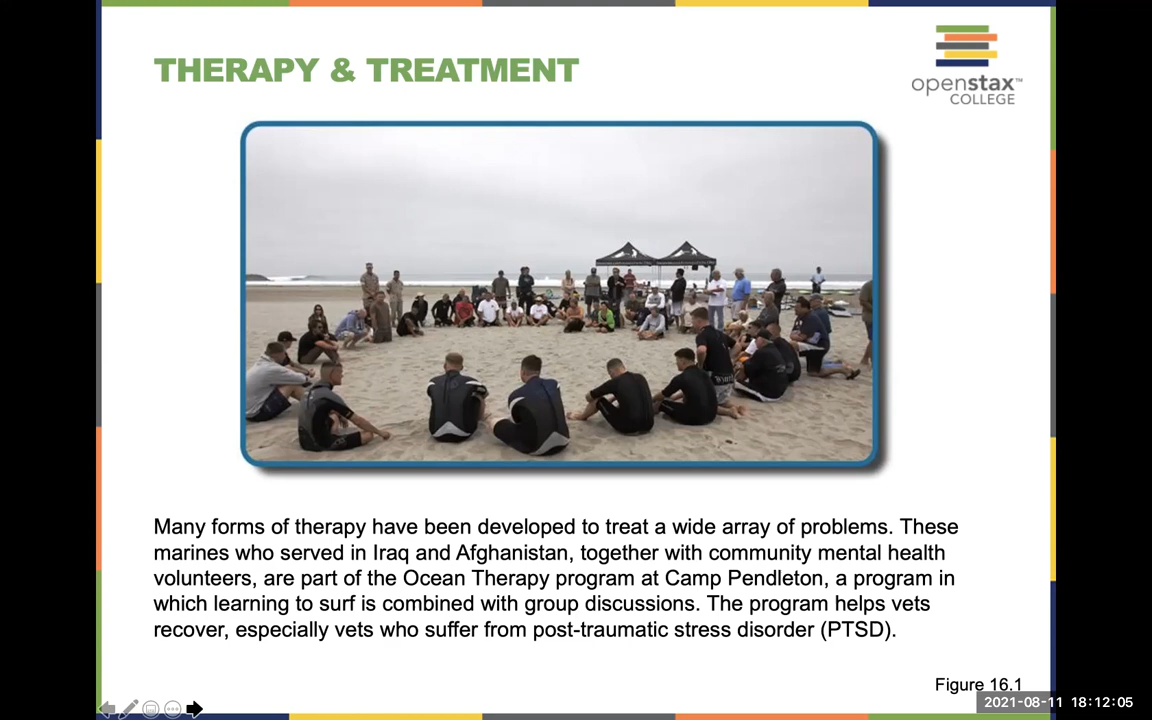 THERAPY & TREATMENT
openstax™
COLLEGE
Many forms of therapy have been developed to treat a wide array of problems. These
marines who served in Iraq and Afghanistan, together with community mental health
volunteers, are part of the Ocean Therapy program at Camp Pendleton, a program in
which learning to surf is combined with group discussions. The program helps vets
recover, especially vets who suffer from post-traumatic stress disorder (PTSD).
Figure 16.1
2021-08-11 18:12:05